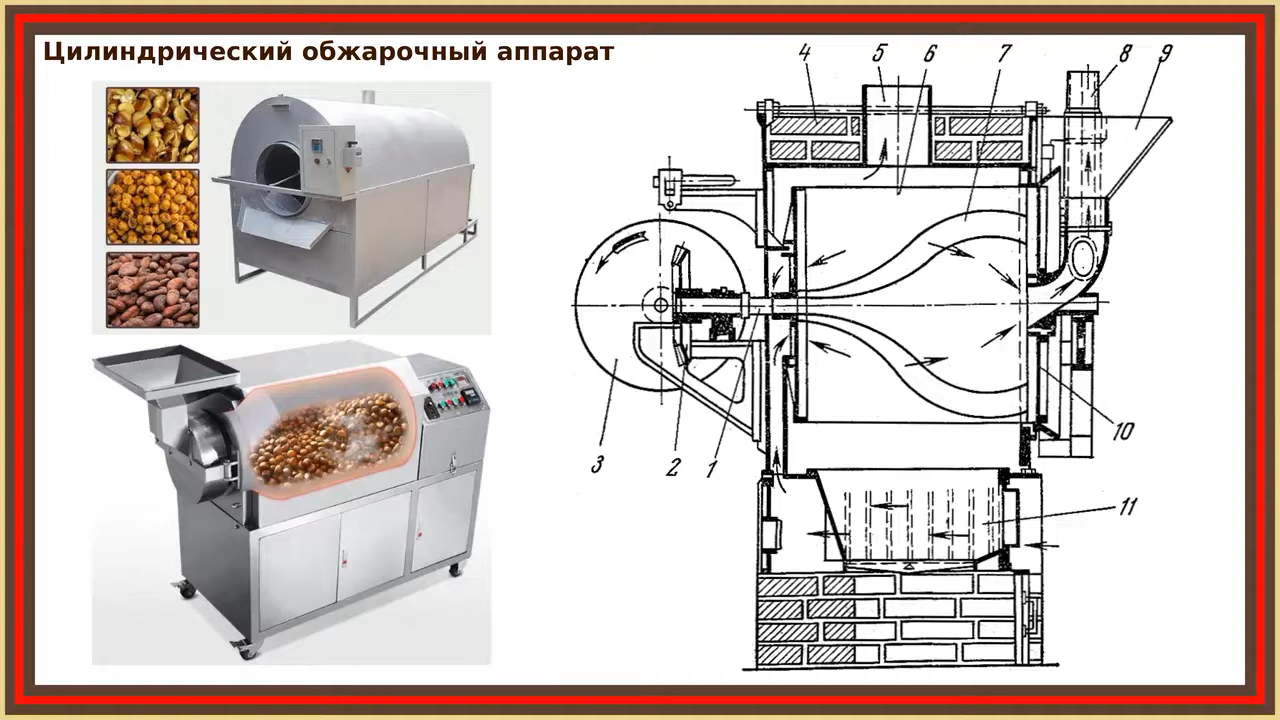 Цилиндрический обжарочный аппарат
4 5 6 7 8 9
3 2 1 10
11